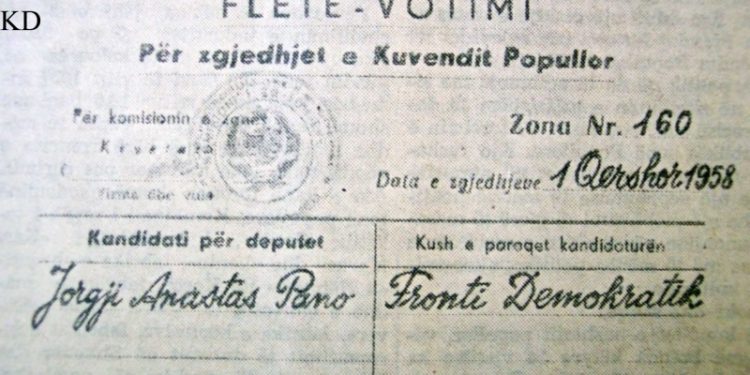 FLETË-VOTIMI
KD
Për zgjedhjet e Kuvendit Popullor
Për komisionin e zonës
Zona Nr. 160
Kryetari
Firma dhe vula
Data e zgjedhjeve 1 Qershor 1958
Kandidati për deputet
Kush e paraqet kandidaturën
Jorgji Anastas Pano
Fronti Demokratik